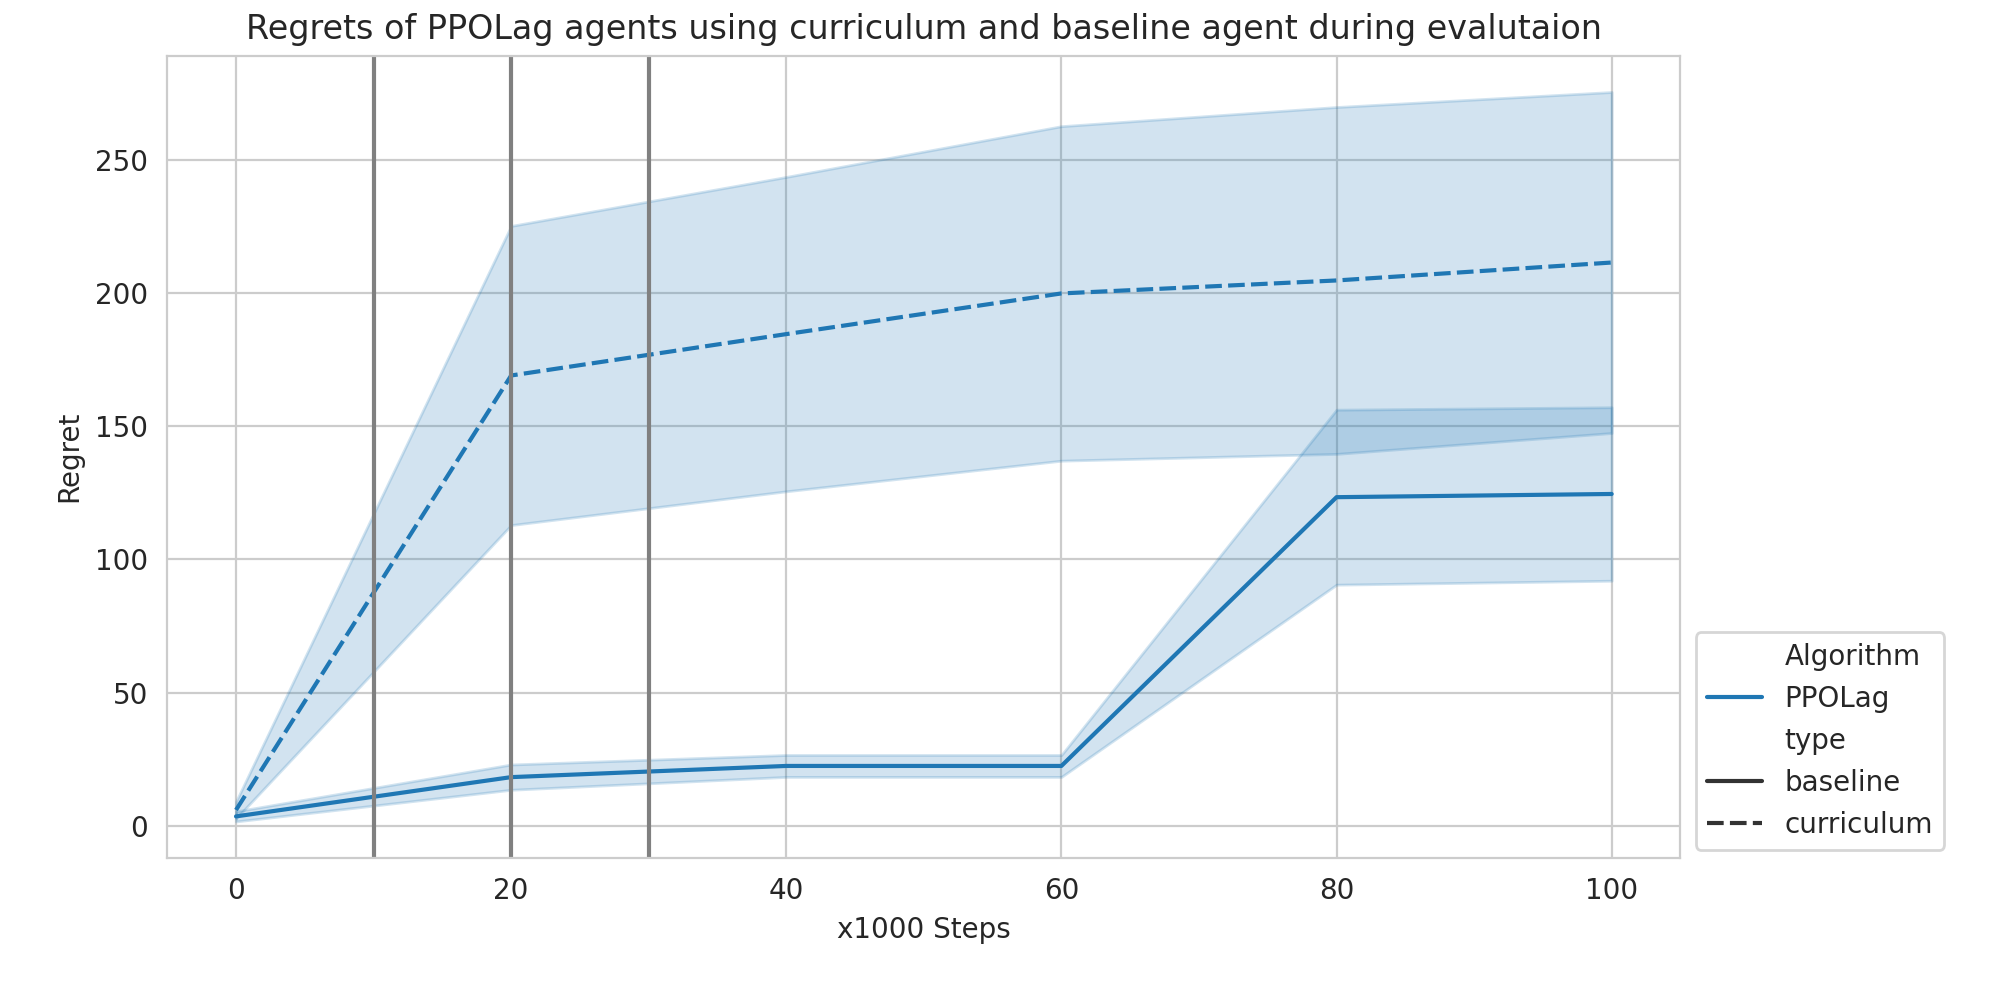 Regrets of PPOLag agents using curriculum and baseline agent during evalutaion
250
200
150
100
50
0
Regret
0 20 40 60 80 100
x1000 Steps
Algorithm
PPOLag
type
baseline
curriculum